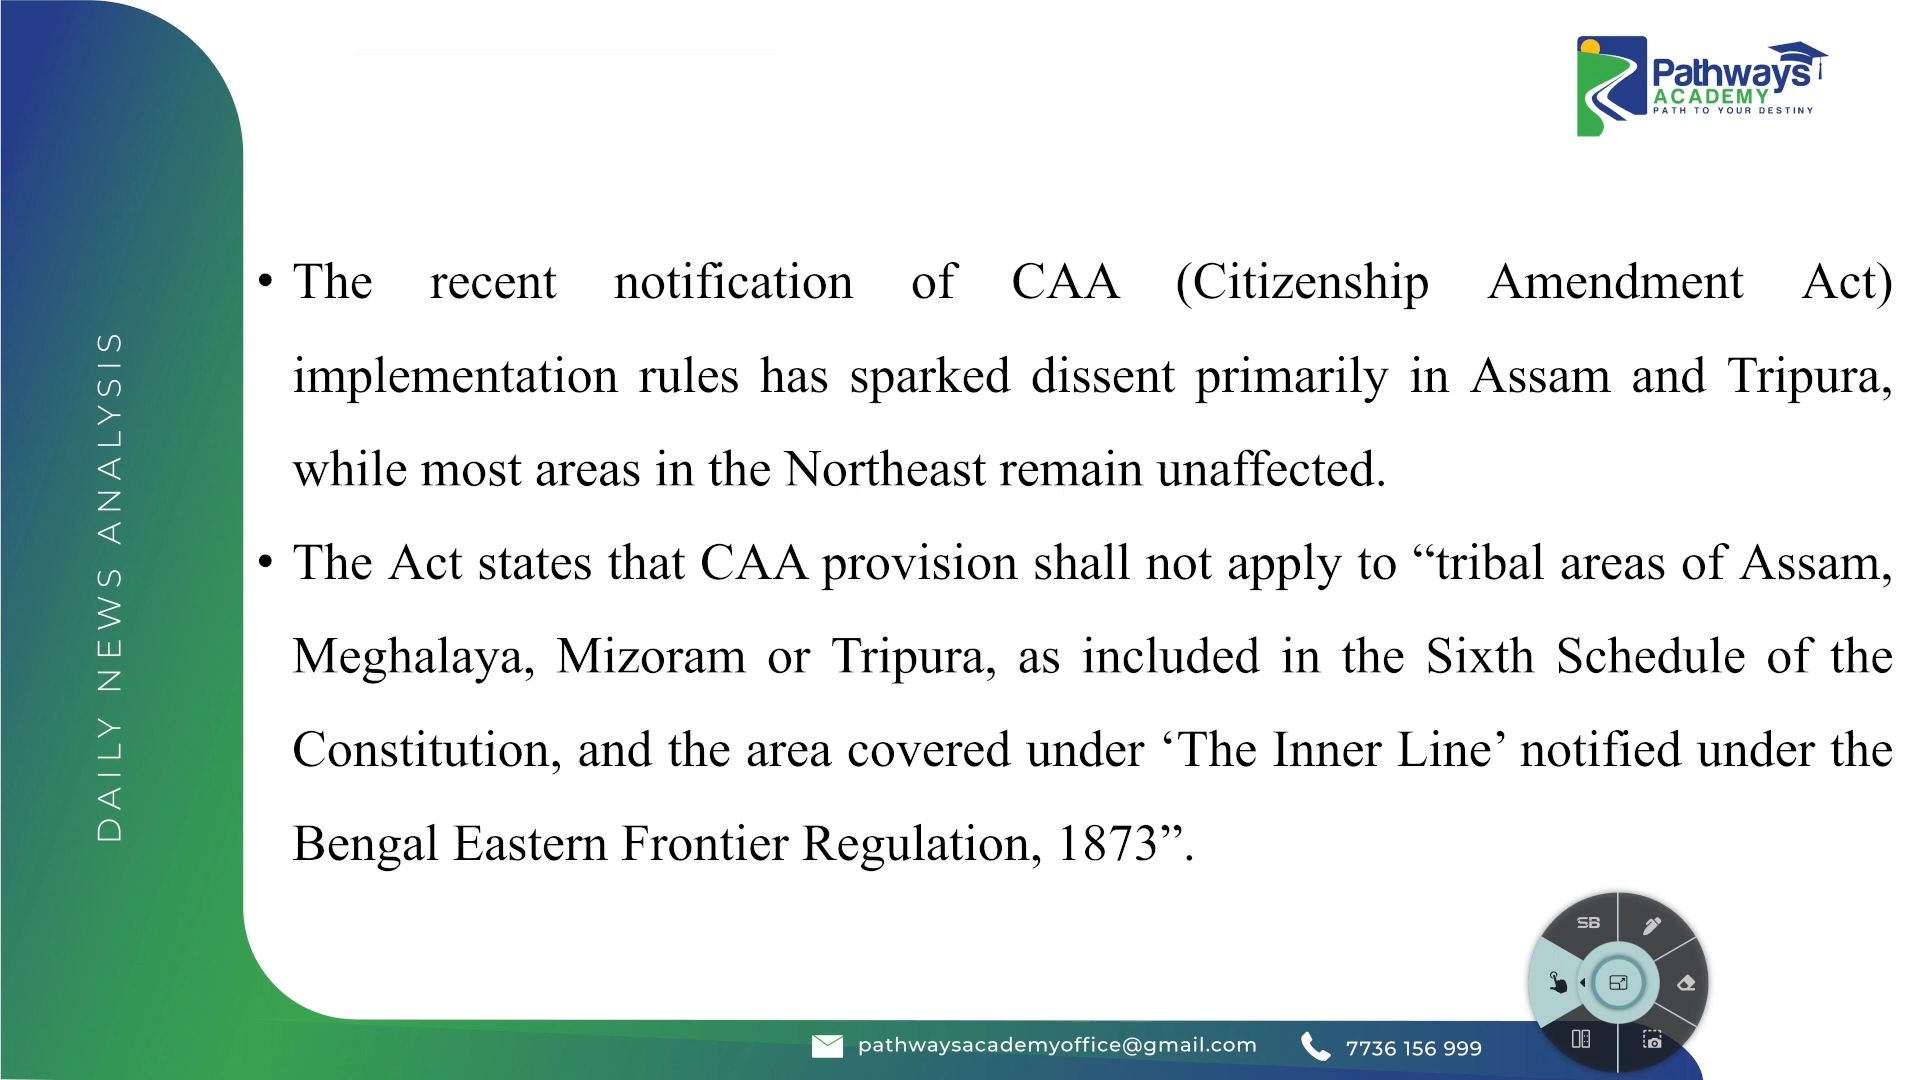 Pathways
ACADEMY
PATH TO YOUR DESTINY
DAILY NEWS ANALYSIS
• The recent notification of CAA (Citizenship Amendment Act)
implementation rules has sparked dissent primarily in Assam and Tripura,
while most areas in the Northeast remain unaffected.
• The Act states that CAA provision shall not apply to “tribal areas of Assam,
Meghalaya, Mizoram or Tripura, as included in the Sixth Schedule of the
Constitution, and the area covered under ‘The Inner Line’ notified under the
Bengal Eastern Frontier Regulation, 1873”.
SB
pathwaysacademyoffice@gmail.com
7736 156 999